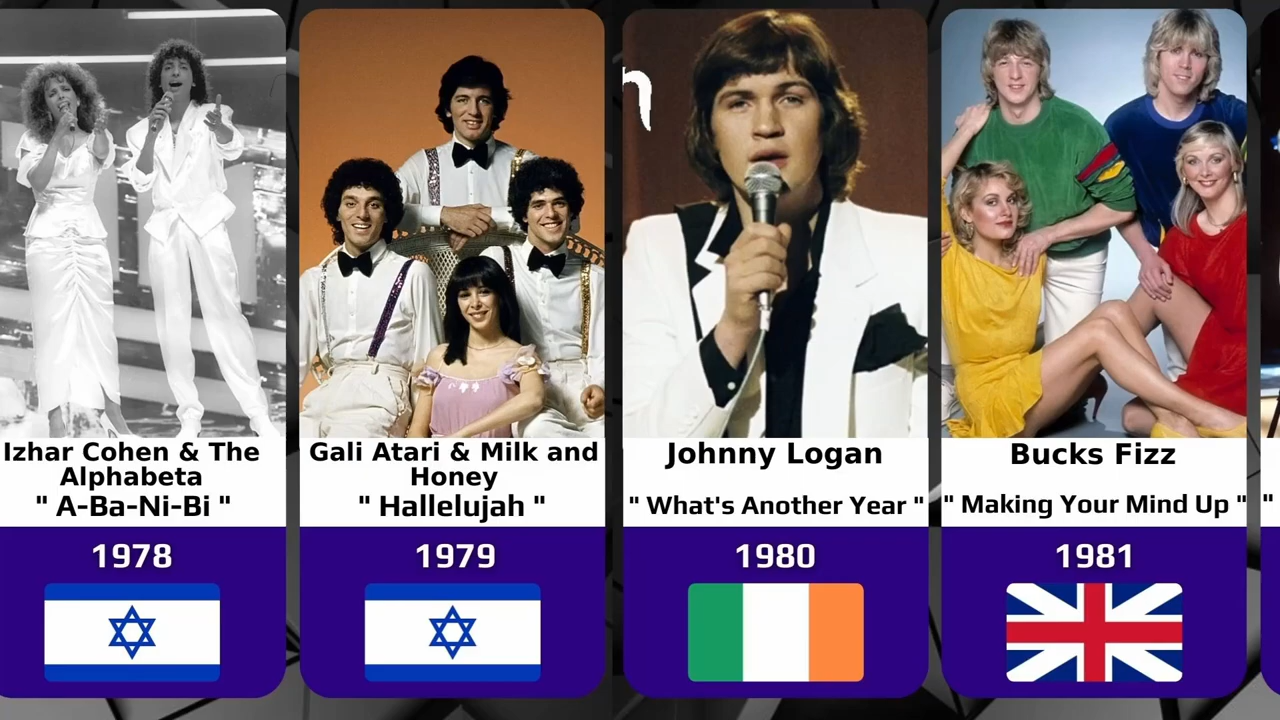 Izhar Cohen & The
Alphabeta
" A-Ba-Ni-Bi "
1978
Gali Atari & Milk and
Honey
" Hallelujah "
1979
Johnny Logan
" What's Another Year "
1980
Bucks Fizz
" Making Your Mind Up "
1981